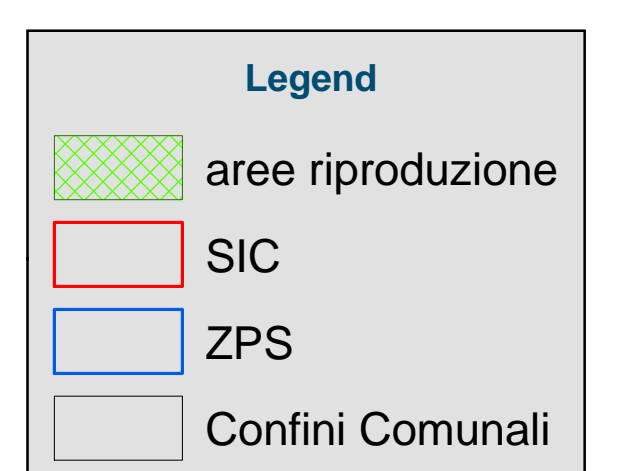 Legend
aree riproduzione
SIC
ZPS
Confini Comunali